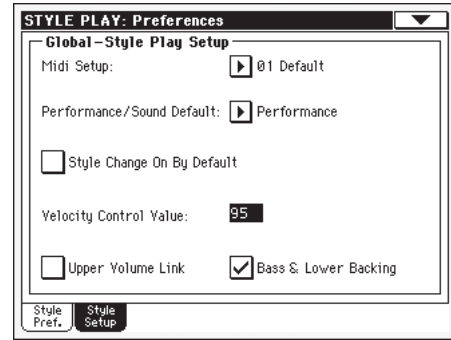 STYLE PLAY: Preferences
Global-Style Play Setup
Midi Setup: 01 Default
Performance/Sound Default: Performance
Style Change On By Default
Velocity Control Value: 95
Upper Volume Link Bass & Lower Backing
Style Style
Pref. Setup